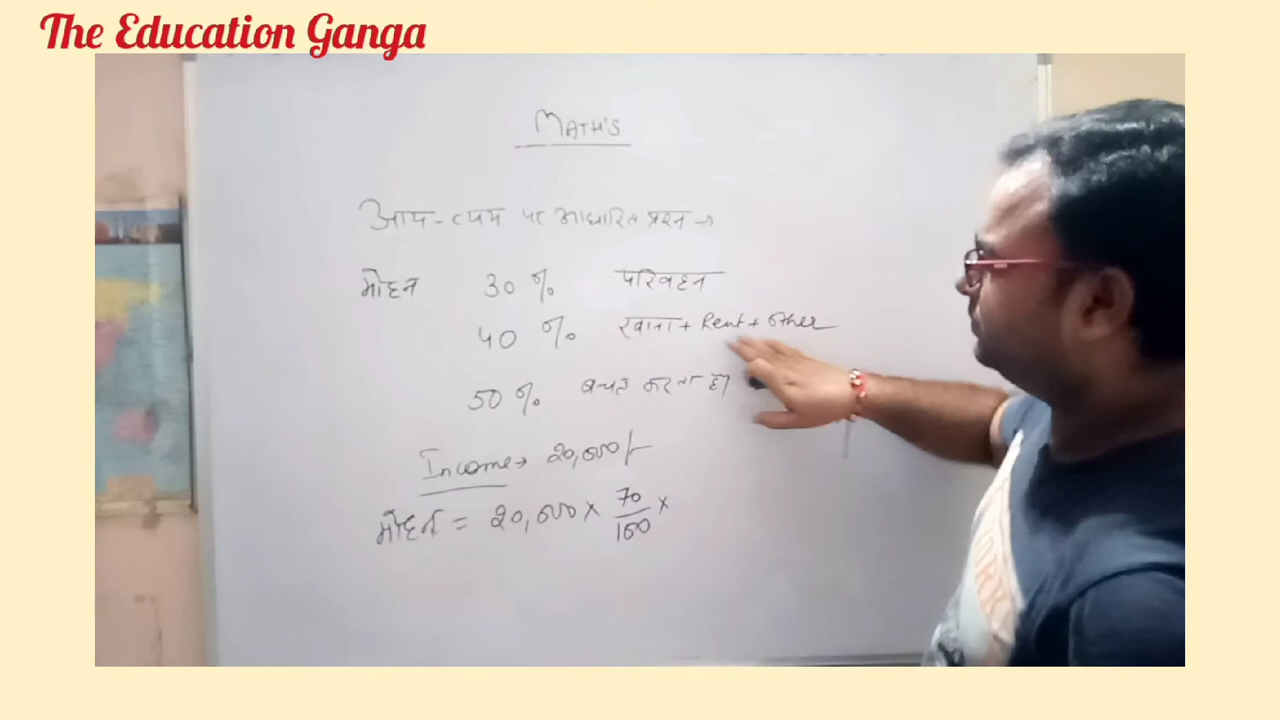 The Education Ganga
MATH'S
आय-व्यय पर आधारित प्रश्न →
मोहन 30 % परिवहन
40 % खाना + Rent + other
50 % बचत करता है।
Income → 20,000/-
मोहन = 20,000 × 70/100 ×
YORK